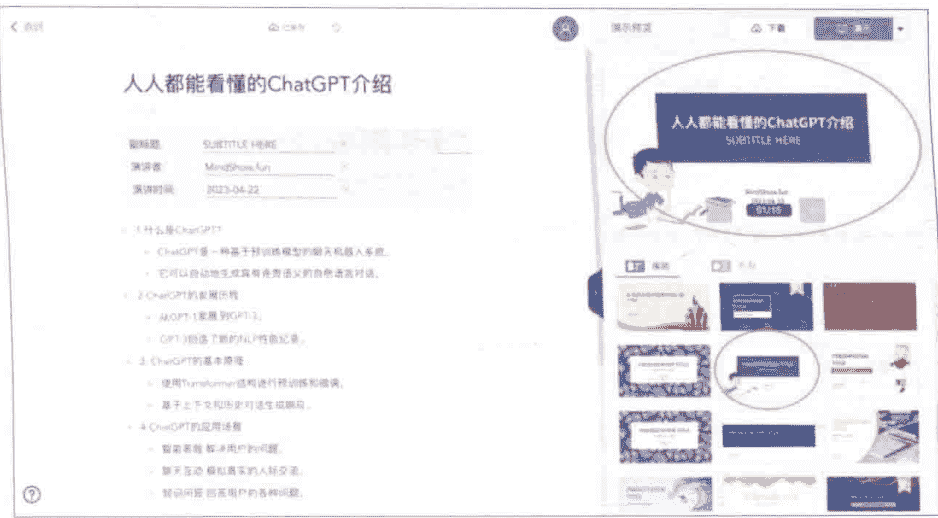 返回
已保存
演示预览
下载
演示
人人都能看懂的ChatGPT介绍
副标题 SUBTITLE HERE
演讲者 MindShow.fun
演讲时间 2023-04-22
1 什么是ChatGPT?
ChatGPT是一种基于预训练模型的聊天机器人系统。
它可以自动地生成具有连贯语义的自然语言对话。
2 ChatGPT的发展历程
从GPT-1发展到GPT-3。
GPT-3创造了新的NLP性能纪录。
3. ChatGPT的基本原理
使用Transformer结构进行预训练和微调。
基于上下文和历史对话生成响应。
4 ChatGPT的应用场景
智能客服 解决用户的问题。
聊天互动 模拟真实的人际交流。
知识问答 回答用户的各种问题。
人人都能看懂的ChatGPT介绍
SUBTITLE HERE
MindShow.fun
01/15
模板